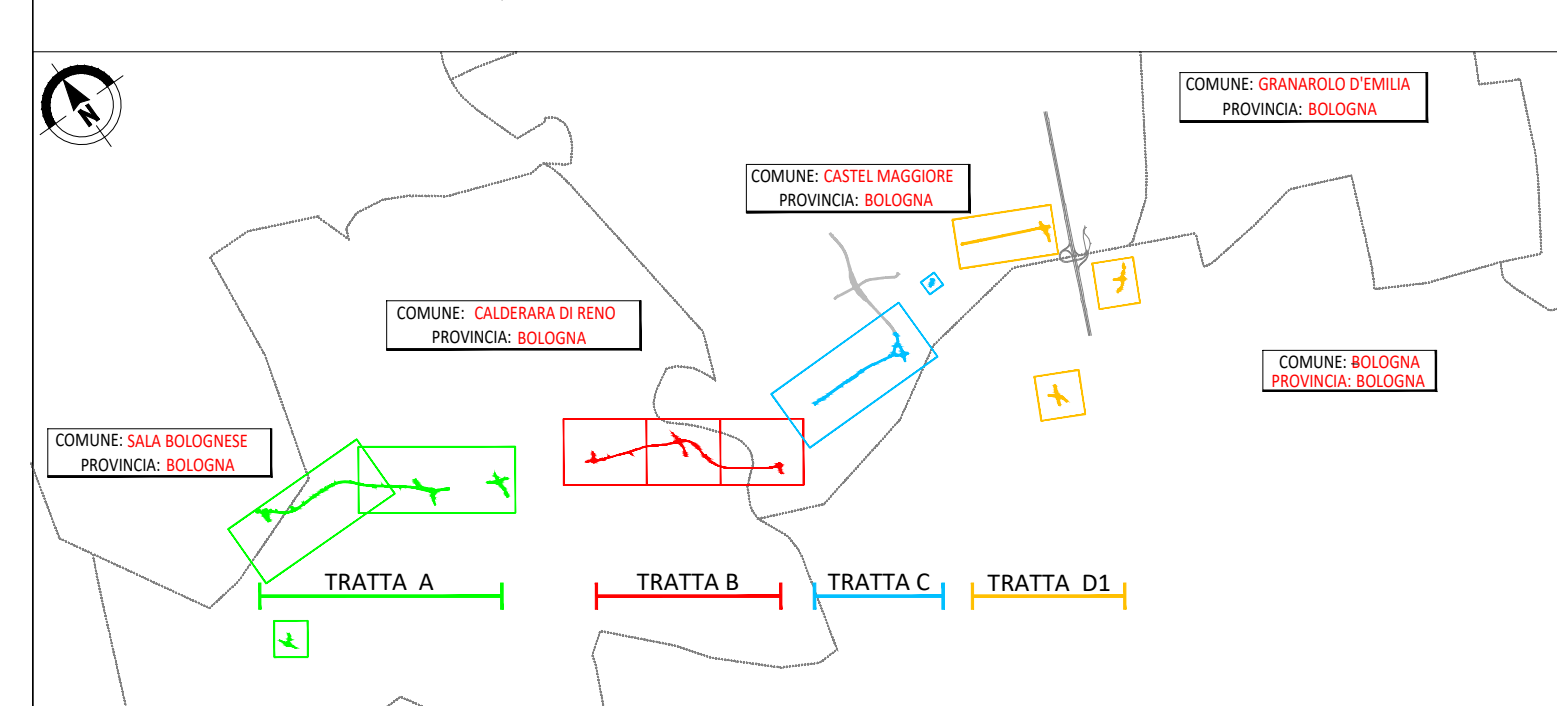 N
COMUNE: GRANAROLO D'EMILIA
PROVINCIA: BOLOGNA
COMUNE: CASTEL MAGGIORE
PROVINCIA: BOLOGNA
COMUNE: CALDERARA DI RENO
PROVINCIA: BOLOGNA
COMUNE: BOLOGNA
PROVINCIA: BOLOGNA
COMUNE: SALA BOLOGNESE
PROVINCIA: BOLOGNA
TRATTA A
TRATTA B
TRATTA C
TRATTA D1